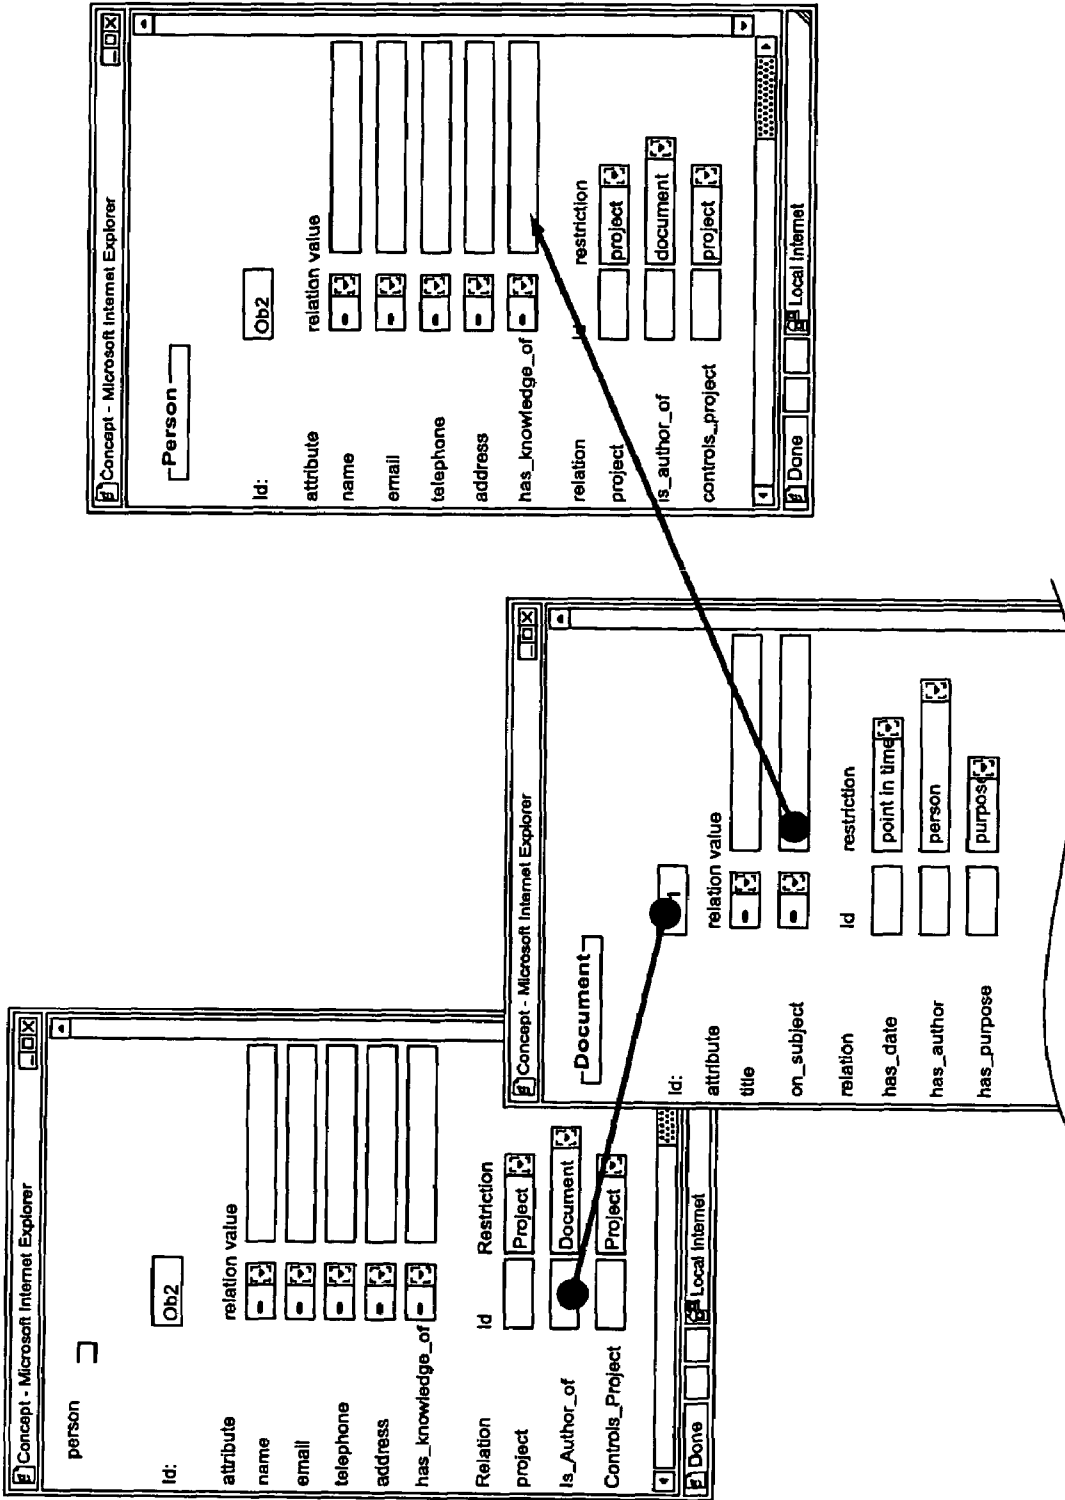 Concept - Microsoft Internet Explorer
person
Id: Ob2
attribute relation value
name
email
telephone
address
has_knowledge_of
Relation Id Restriction
project Project
Is_Author_of Document
Controls_Project Project
Done Local Internet
Concept - Microsoft Internet Explorer
Document
Id: 1
attribute relation value
title
on_subject
relation Id restriction
has_date point in time
has_author person
has_purpose purpose
Concept - Microsoft Internet Explorer
Person
Id: Ob2
attribute relation value
name
email
telephone
address
has_knowledge_of
relation Id restriction
project project
is_author_of document
controls_project project
Done Local Internet